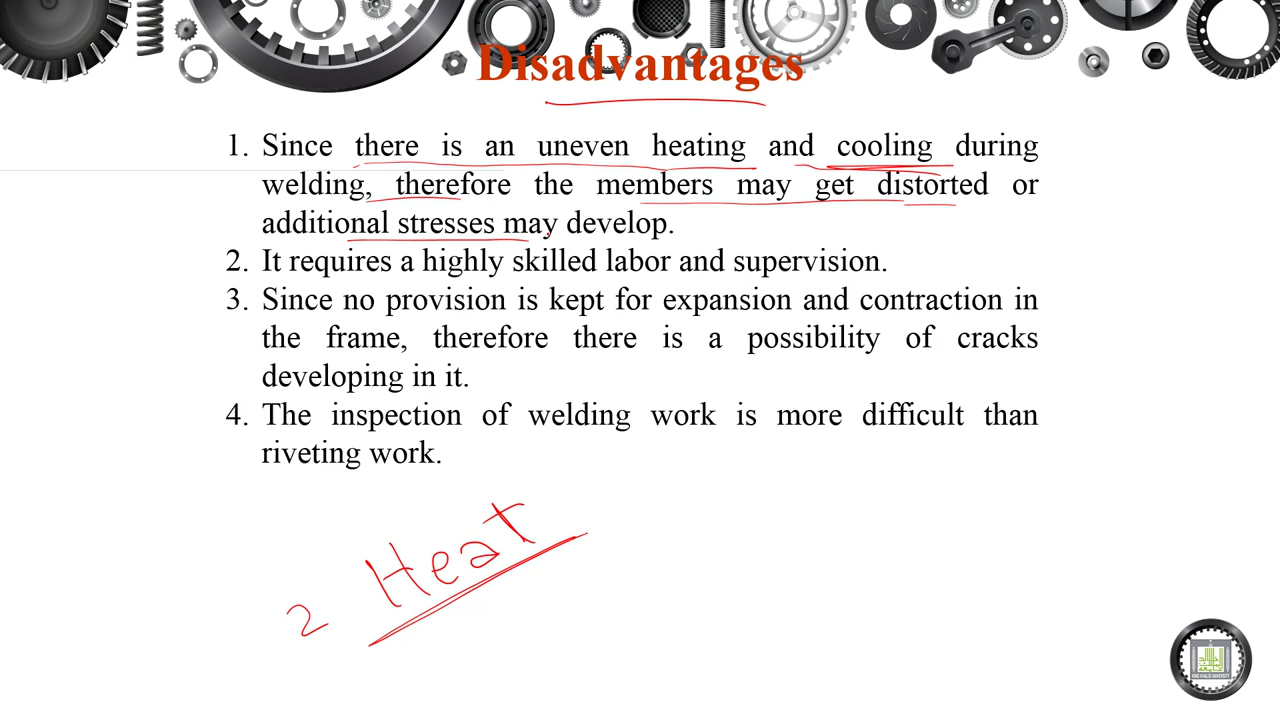 Disadvantages
1. Since there is an uneven heating and cooling during
welding, therefore the members may get distorted or
additional stresses may develop.
2. It requires a highly skilled labor and supervision.
3. Since no provision is kept for expansion and contraction in
the frame, therefore there is a possibility of cracks
developing in it.
4. The inspection of welding work is more difficult than
riveting work.
2 Heat
KING KHALID UNIVERSITY